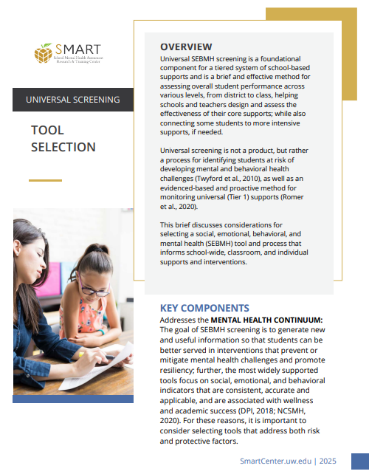 SMART
School Mental Health Assessment
Research & Training Center
UNIVERSAL SCREENING
TOOL
SELECTION
OVERVIEW
Universal SEBMH screening is a foundational
component for a tiered system of school-based
supports and is a brief and effective method for
assessing overall student performance across
various levels, from district to class, helping
schools and teachers design and assess the
effectiveness of their core supports; while also
connecting some students to more intensive
supports, if needed.
Universal screening is not a product, but rather
a process for identifying students at risk of
developing mental and behavioral health
challenges (Twyford et al., 2010), as well as an
evidenced-based and proactive method for
monitoring universal (Tier 1) supports (Romer
et al., 2020).
This brief discusses considerations for
selecting a social, emotional, behavioral, and
mental health (SEBMH) tool and process that
informs school-wide, classroom, and individual
supports and interventions.
KEY COMPONENTS
Addresses the MENTAL HEALTH CONTINUUM:
The goal of SEBMH screening is to generate new
and useful information so that students can be
better served in interventions that prevent or
mitigate mental health challenges and promote
resiliency; further, the most widely supported
tools focus on social, emotional, and behavioral
indicators that are consistent, accurate and
applicable, and are associated with wellness
and academic success (DPI, 2018; NCSMH,
2020). For these reasons, it is important to
consider selecting tools that address both risk
and protective factors.
SmartCenter.uw.edu | 2025